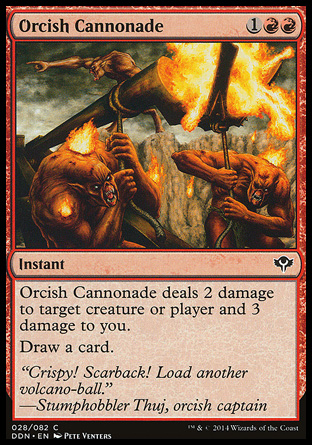 Orcish Cannonade 1
Instant
Orcish Cannonade deals 2 damage
to target creature or player and 3
damage to you.
Draw a card.
“Crispy! Scarback! Load another
volcano-ball.”
—Stumphobbler Thuj, orcish captain
028/082 C
DDN • EN Pete Venters
™ & © 2014 Wizards of the Coast